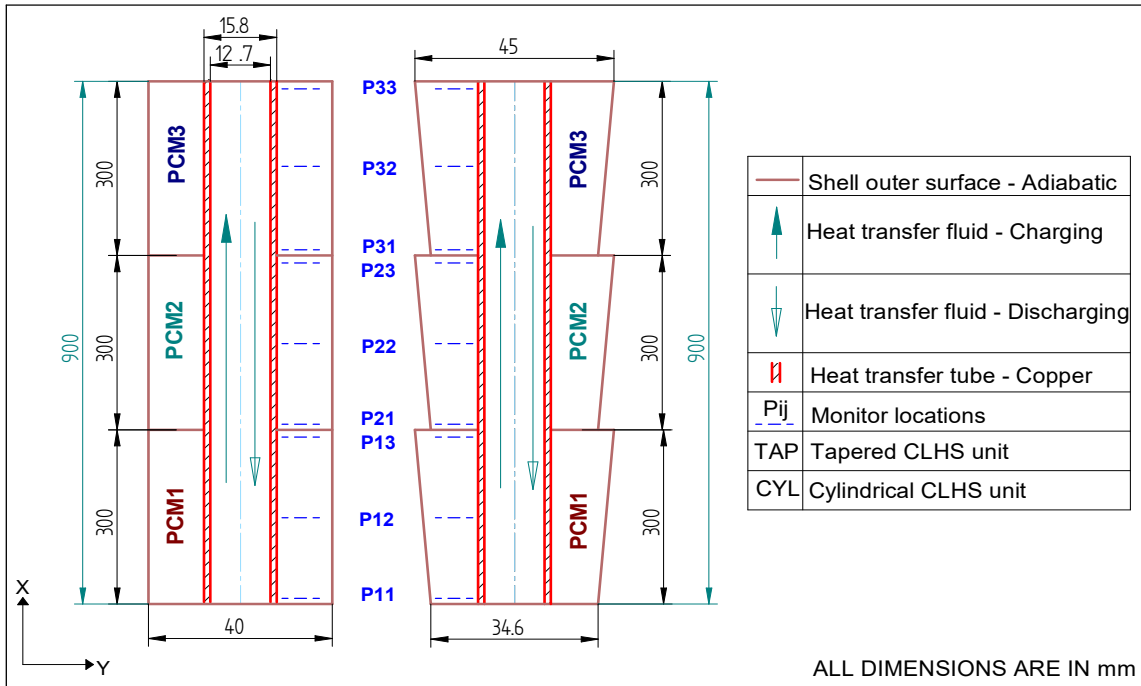 15.8
12 .7
45
P33
PCM3
PCM3
300
P32
300
P31
P23
900
PCM2
300
P22
PCM2
300
900
P21
P13
PCM1
300
P12
PCM1
300
P11
X
Y
40
34.6
Shell outer surface - Adiabatic
Heat transfer fluid - Charging
Heat transfer fluid - Discharging
Heat transfer tube - Copper
Pij Monitor locations
TAP Tapered CLHS unit
CYL Cylindrical CLHS unit
ALL DIMENSIONS ARE IN mm